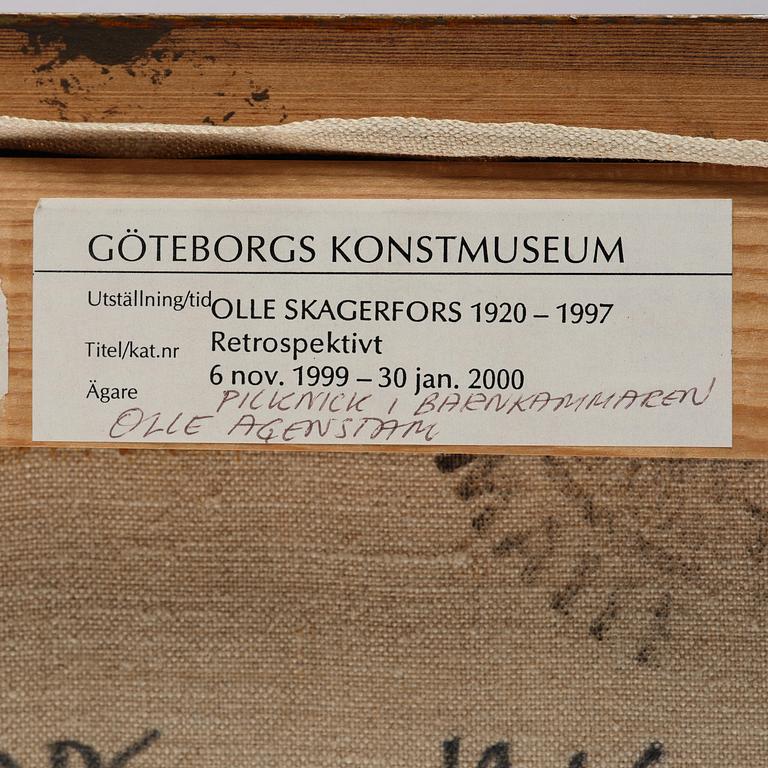 GÖTEBORGS KONSTMUSEUM
Utställning/tid OLLE SKAGERFORS 1920 – 1997
Titel/kat.nr Retrospektivt
Ägare 6 nov. 1999 – 30 jan. 2000
PICKNICK I BARNKAMMAREN
OLLE AGENSTAM